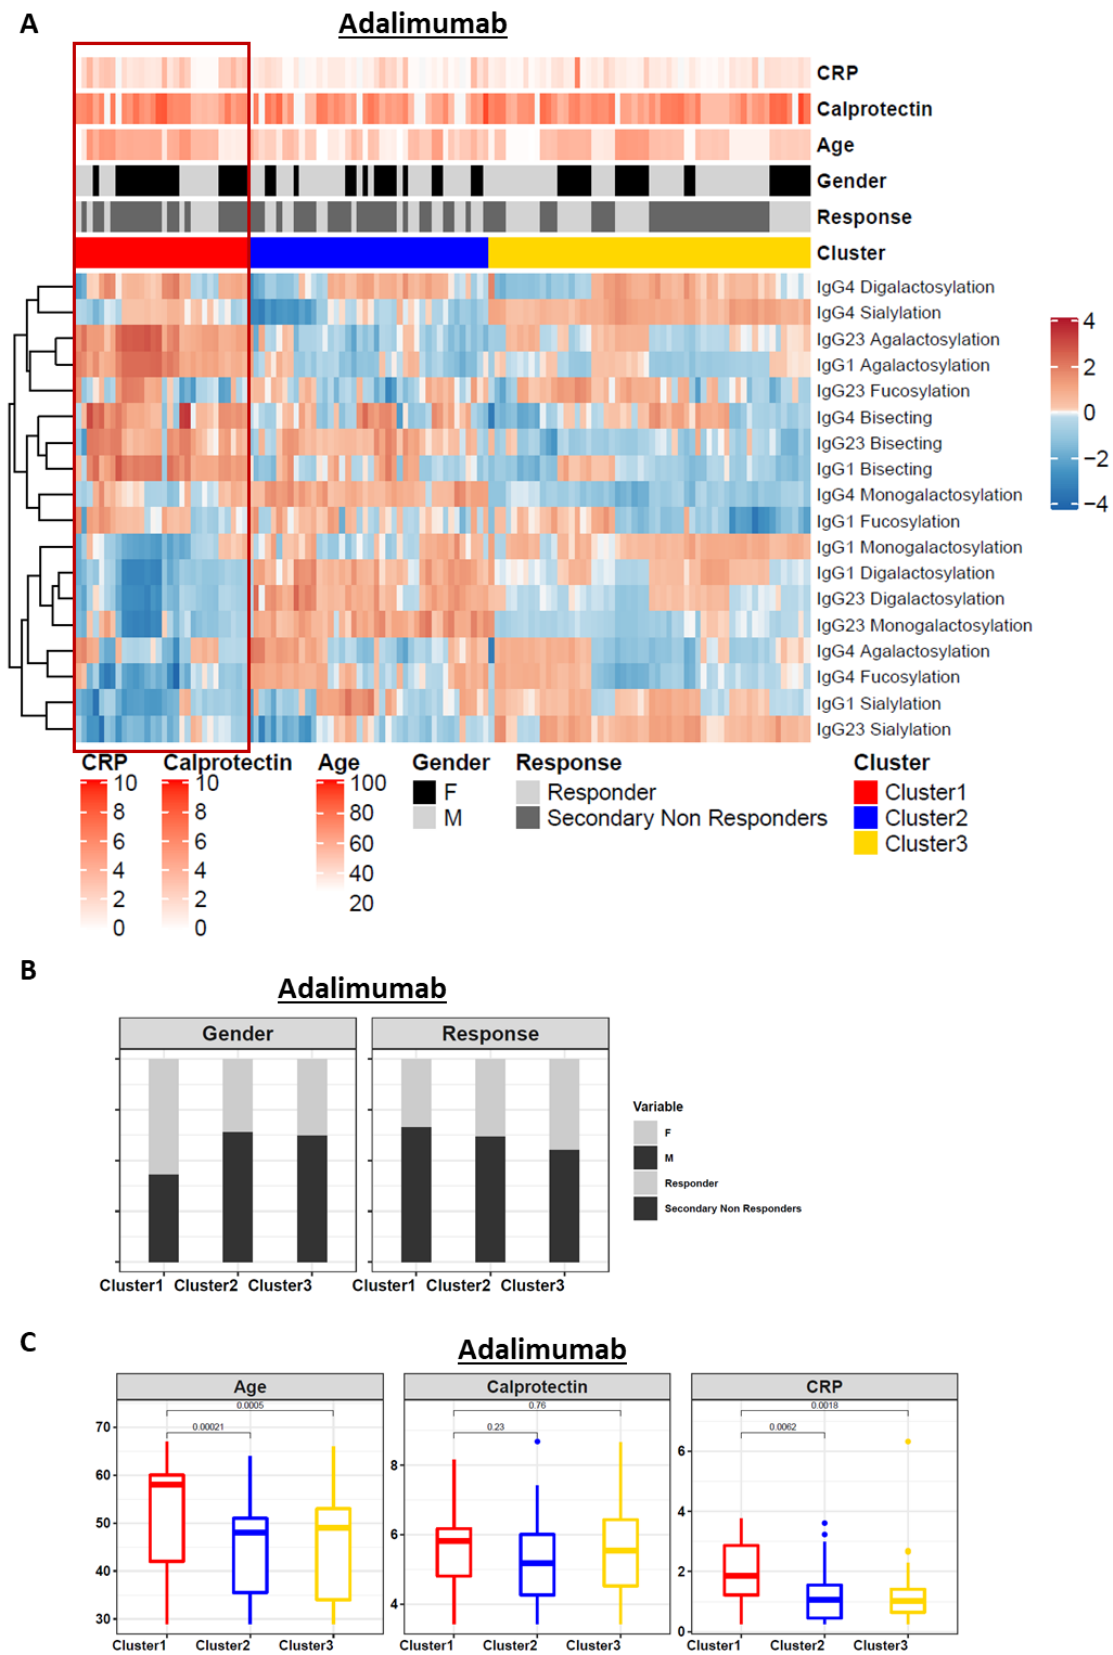 A
Adalimumab
CRP
Calprotectin
Age
Gender
Response
Cluster
IgG4 Digalactosylation
IgG4 Sialylation
IgG23 Agalactosylation
IgG1 Agalactosylation
IgG23 Fucosylation
IgG4 Bisecting
IgG23 Bisecting
IgG1 Bisecting
IgG4 Monogalactosylation
IgG1 Fucosylation
IgG1 Monogalactosylation
IgG1 Digalactosylation
IgG23 Digalactosylation
IgG23 Monogalactosylation
IgG4 Agalactosylation
IgG4 Fucosylation
IgG1 Sialylation
IgG23 Sialylation
4
2
0
−2
−4
CRP Calprotectin Age Gender Response Cluster
10 10 100 F Responder Cluster1
8 8 80 M Secondary Non Responders Cluster2
6 6 60 Cluster3
4 4 40
2 2 20
0 0
B
Adalimumab
Gender Response
Variable
F
M
Responder
Secondary Non Responders
Cluster1 Cluster2 Cluster3 Cluster1 Cluster2 Cluster3
C
Adalimumab
Age Calprotectin CRP
0.0005 0.76 0.0018
0.00021 0.23 0.0062
70
60
50
40
30
8
6
4
6
4
2
0
Cluster1 Cluster2 Cluster3 Cluster1 Cluster2 Cluster3 Cluster1 Cluster2 Cluster3